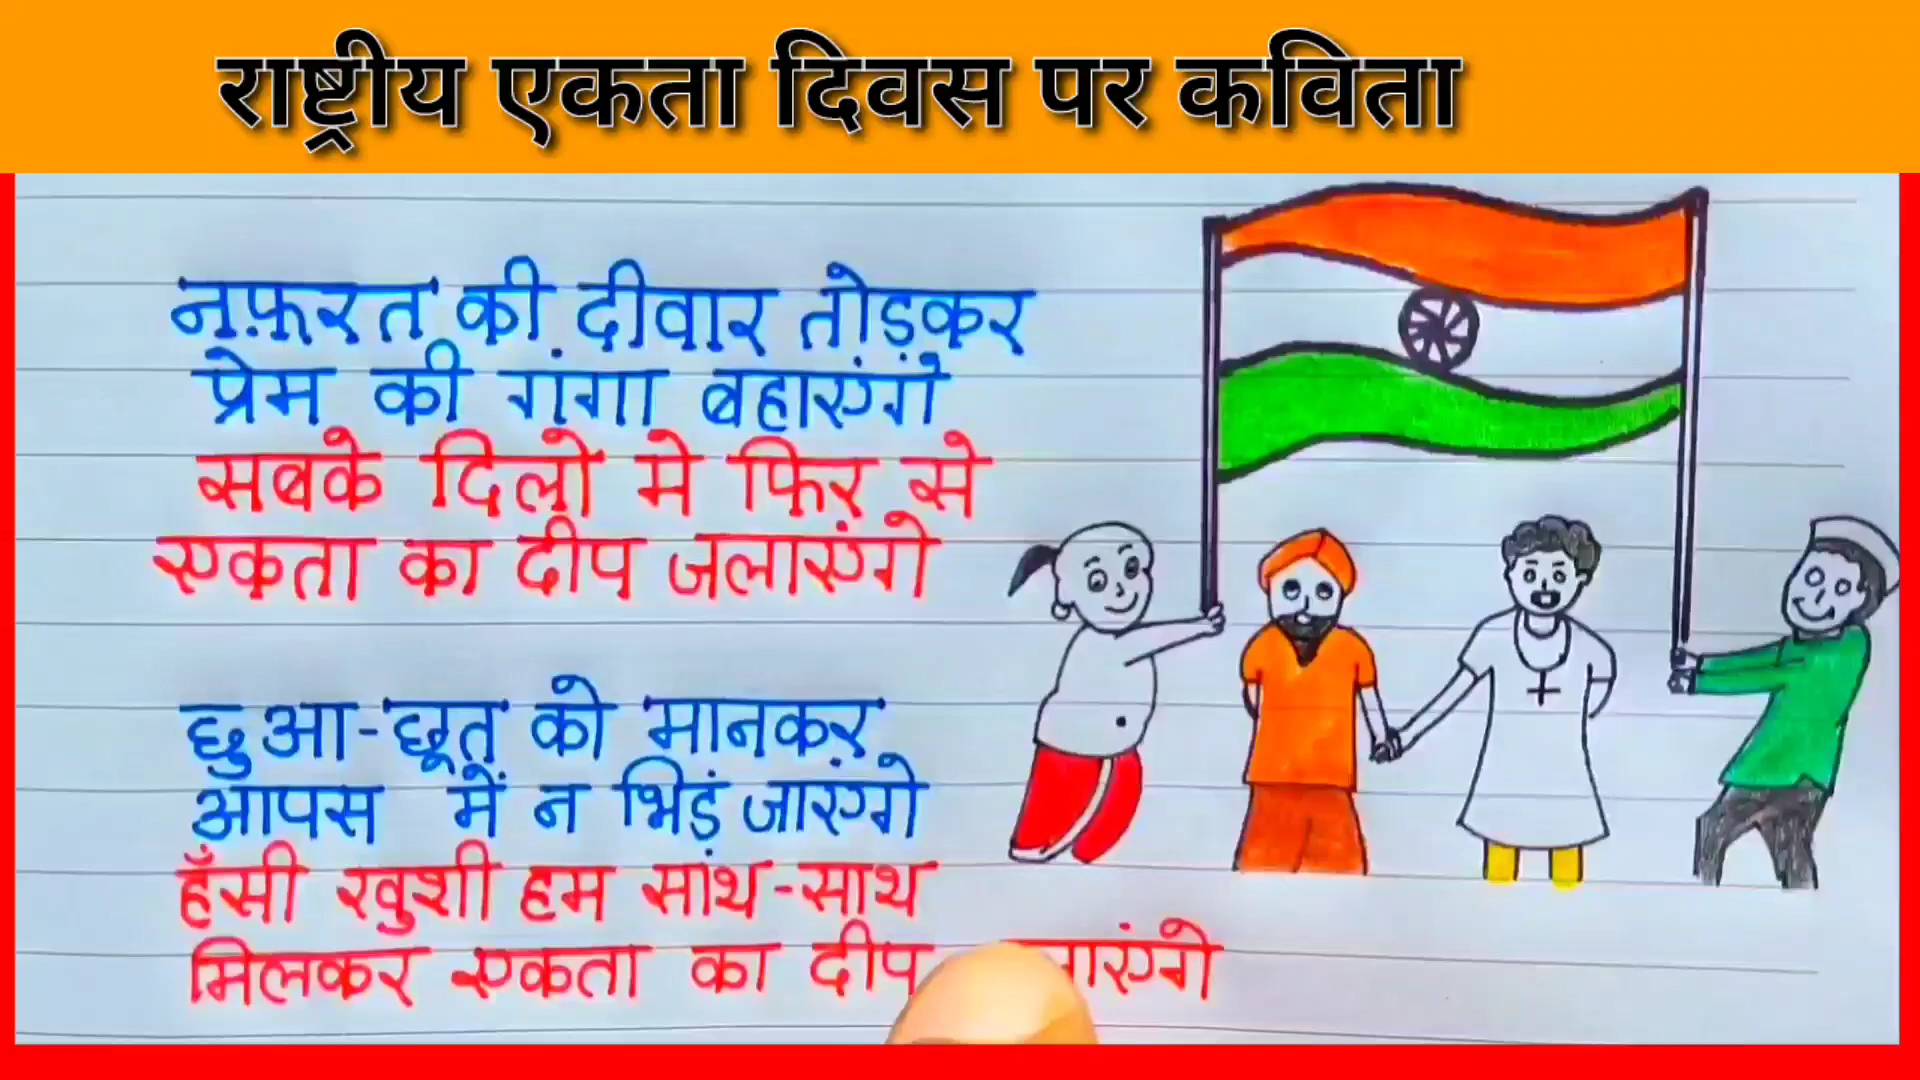 राष्ट्रीय एकता दिवस पर कविता
नफ़रत की दीवार तोड़कर
प्रेम की गंगा बहाएंगे
सबके दिलो मे फिर से
एकता का दीप जलाएंगे
छुआ-छूत को मानकर
आपस में न भिड़ जाएंगे
हँसी खुशी हम साथ-साथ
मिलकर एकता का दीप